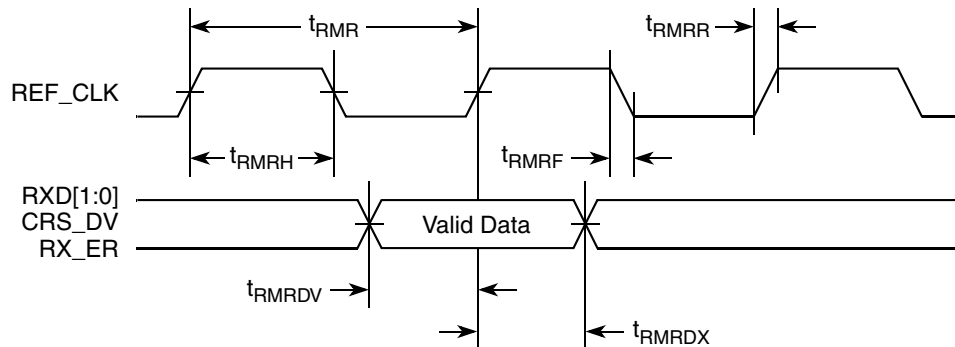 tRMR
tRMRR
REF_CLK
tRMRH
tRMRF
RXD[1:0]
CRS_DV
RX_ER
Valid Data
tRMRDV
tRMRDX